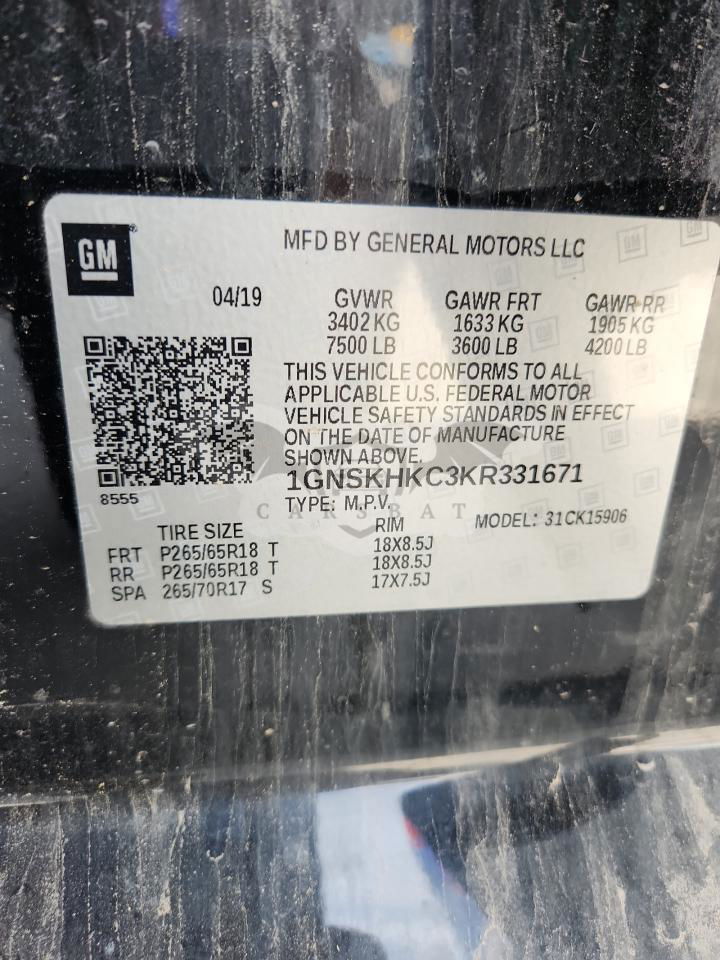 GM
MFD BY GENERAL MOTORS LLC
04/19 GVWR GAWR FRT GAWR RR
3402 KG 1633 KG 1905 KG
7500 LB 3600 LB 4200 LB
THIS VEHICLE CONFORMS TO ALL
APPLICABLE U.S. FEDERAL MOTOR
VEHICLE SAFETY STANDARDS IN EFFECT
ON THE DATE OF MANUFACTURE
SHOWN ABOVE.
8555
1GNSKHKC3KR331671
TYPE: M.P.V.
CARSBAT
MODEL: 31CK15906
TIRE SIZE RIM
FRT P265/65R18 T 18X8.5J
RR P265/65R18 T 18X8.5J
SPA 265/70R17 S 17X7.5J